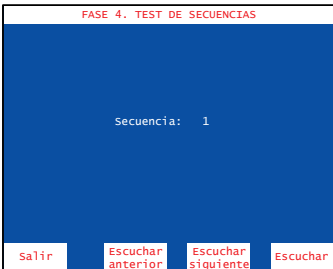 FASE 4. TEST DE SECUENCIAS
Secuencia: 1
Salir
Escuchar
anterior
Escuchar
siguiente
Escuchar